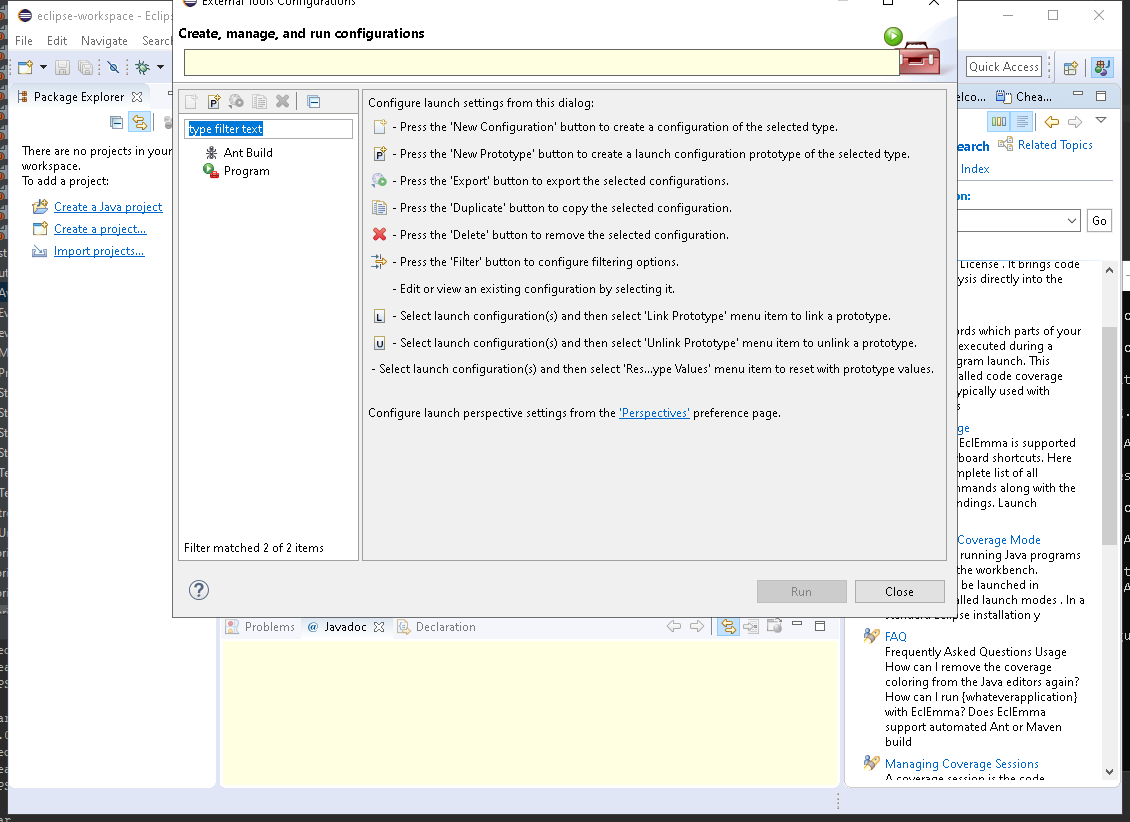 eclipse-workspace - Eclips
External Tools Configurations
File Edit Navigate Search
Create, manage, and run configurations
Quick Access
Package Explorer
There are no projects in your
workspace.
To add a project:
Create a Java project
Create a project...
Import projects...
type filter text
Ant Build
Program
Filter matched 2 of 2 items
Configure launch settings from this dialog:
- Press the 'New Configuration' button to create a configuration of the selected type.
P - Press the 'New Prototype' button to create a launch configuration prototype of the selected type.
- Press the 'Export' button to export the selected configurations.
- Press the 'Duplicate' button to copy the selected configuration.
- Press the 'Delete' button to remove the selected configuration.
- Press the 'Filter' button to configure filtering options.
- Edit or view an existing configuration by selecting it.
L - Select launch configuration(s) and then select 'Link Prototype' menu item to link a prototype.
U - Select launch configuration(s) and then select 'Unlink Prototype' menu item to unlink a prototype.
- Select launch configuration(s) and then select 'Res...ype Values' menu item to reset with prototype values.
Configure launch perspective settings from the 'Perspectives' preference page.
? Run Close
Problems @ Javadoc Declaration
elco... Chea...
earch Related Topics
Index
on:
Go
License . It brings code
ysis directly into the
rds which parts of your
executed during a
gram launch. This
alled code coverage
ypically used with
s
ge
EclEmma is supported
board shortcuts. Here
mplete list of all
mmands along with the
ndings. Launch
Coverage Mode
running Java programs
the workbench.
be launched in
alled launch modes . In a
standard Eclipse installation y
FAQ
Frequently Asked Questions Usage
How can I remove the coverage
coloring from the Java editors again?
How can I run {whateverapplication}
with EclEmma? Does EclEmma
support automated Ant or Maven
build
Managing Coverage Sessions
A coverage session is the code